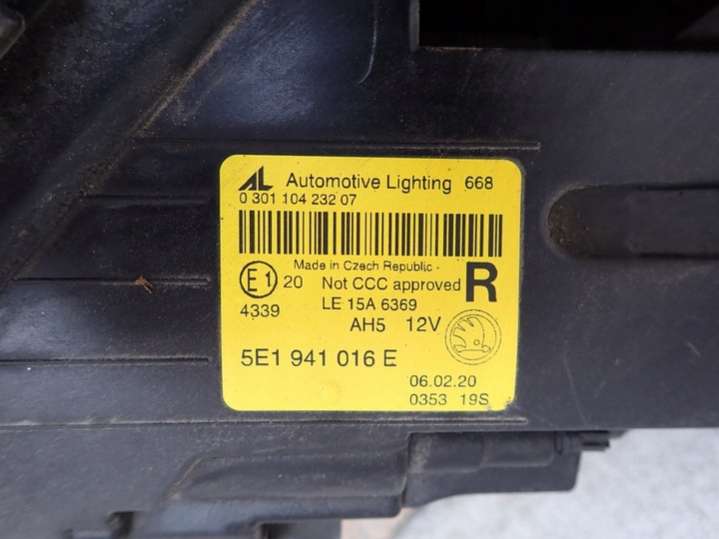 AL Automotive Lighting 668
0 301 104 232 07
Made in Czech Republic
E1 20 Not CCC approved R
4339 LE 15A 6369
AH5 12V
5E1 941 016 E
06.02.20
0353 19S